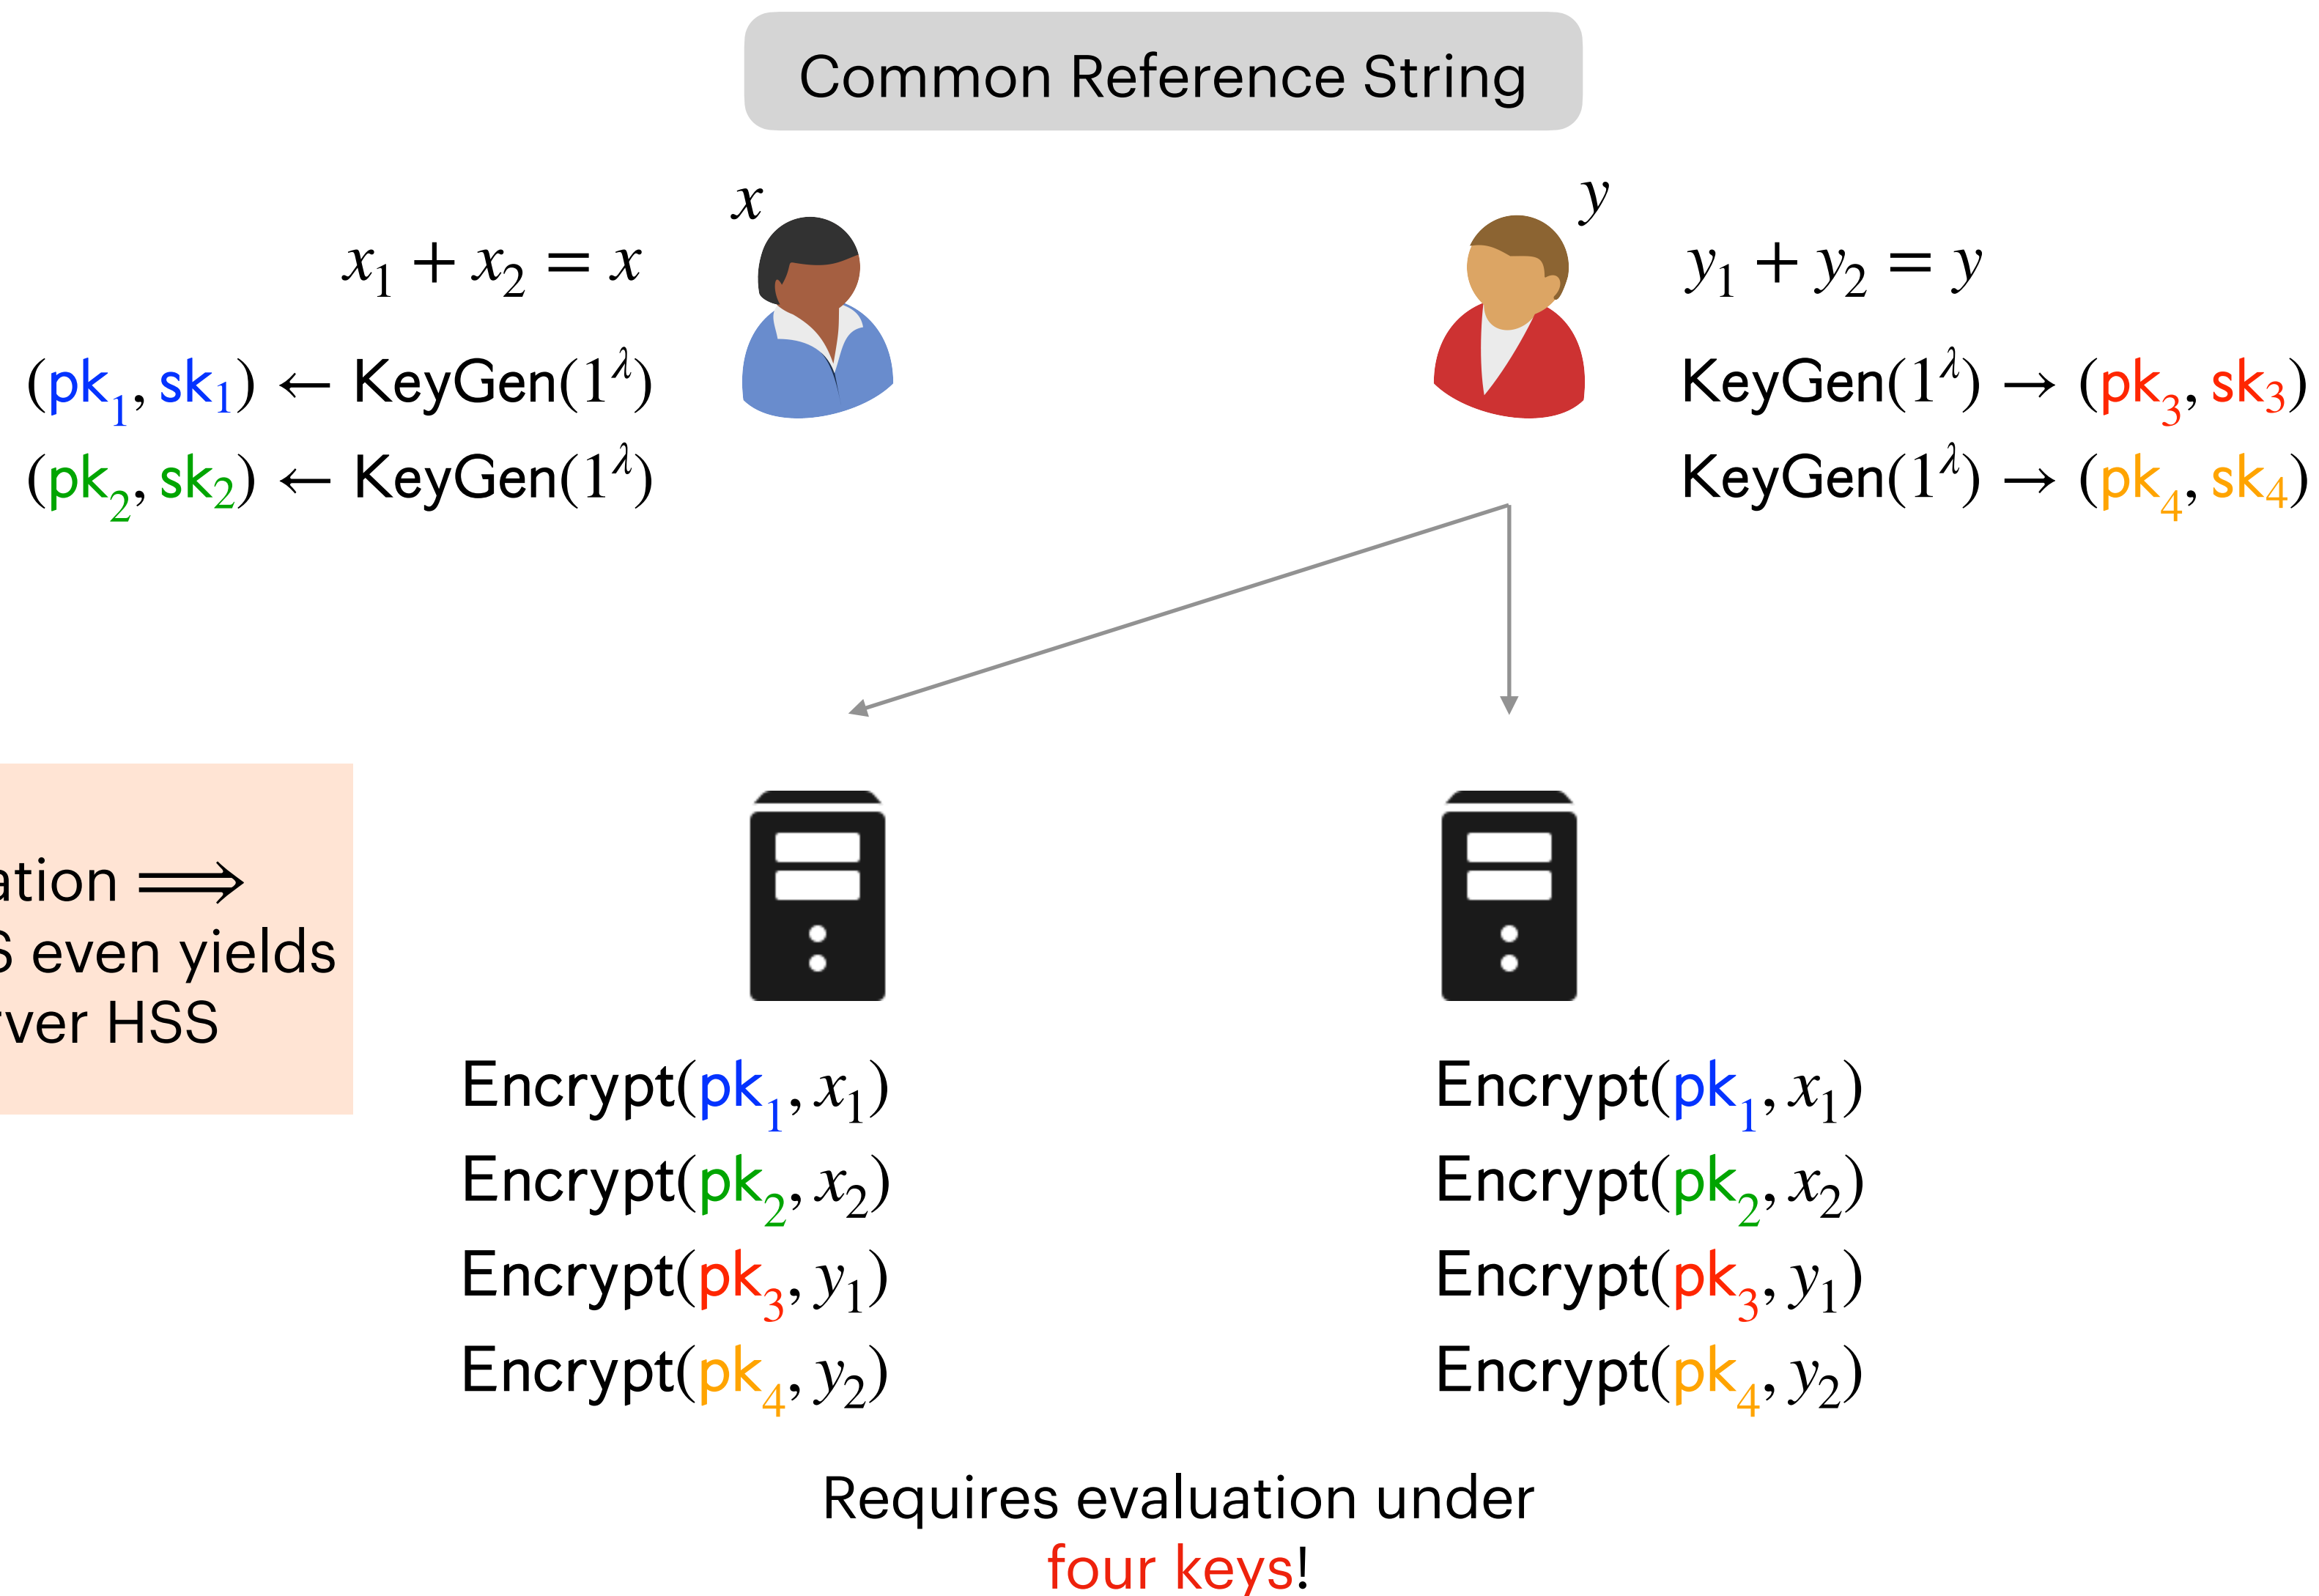 Common Reference String
x
y
x₁ + x₂ = x
y₁ + y₂ = y
(pk₁, sk₁) ← KeyGen(1^λ)
KeyGen(1^λ) → (pk₃, sk₃)
(pk₂, sk₂) ← KeyGen(1^λ)
KeyGen(1^λ) → (pk₄, sk₄)
⟹
even yields
HSS
Encrypt(pk₁, x₁)
Encrypt(pk₂, x₂)
Encrypt(pk₃, y₁)
Encrypt(pk₄, y₂)
Encrypt(pk₁, x₁)
Encrypt(pk₂, x₂)
Encrypt(pk₃, y₁)
Encrypt(pk₄, y₂)
Requires evaluation under
four keys!